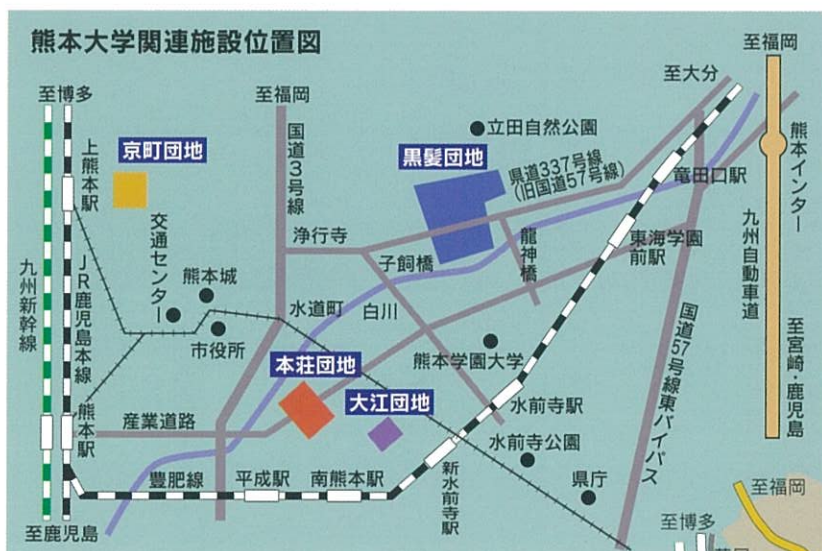 熊本大学関連施設位置図
至博多
至福岡
至大分
至福岡
上熊本駅
京町団地
国道3号線
黒髪団地
立田自然公園
県道337号線
(旧国道57号線)
竜田口駅
熊本インター
交通センター
浄行寺
子飼橋
龍神橋
東海学園
前駅
九州自動車道
九州新幹線
JR鹿児島本線
熊本城
市役所
水道町
白川
熊本学園大学
国道57号線東バイパス
至宮崎・鹿児島
本荘団地
大江団地
熊本駅
産業道路
水前寺駅
水前寺公園
豊肥線
平成駅
南熊本駅
新水前寺駅
県庁
至鹿児島
至博多
至福岡